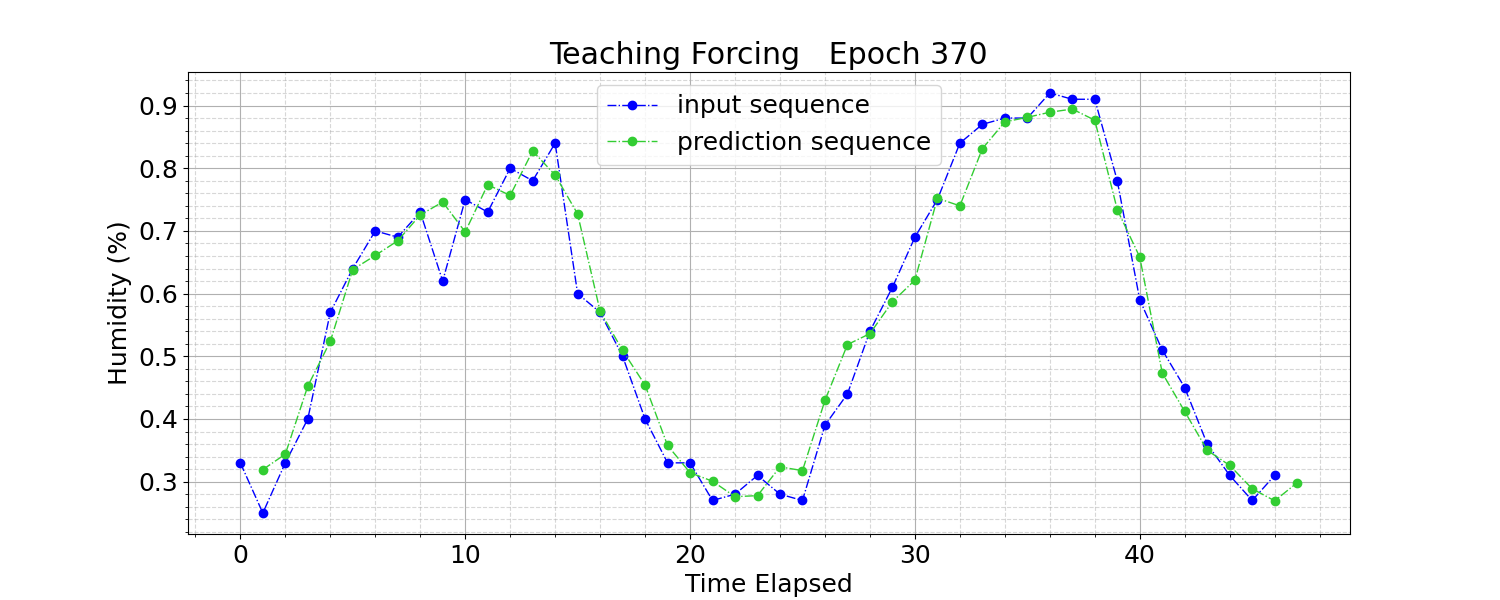 Teaching Forcing   Epoch 370
input sequence
prediction sequence
Humidity (%)
0.9
0.8
0.7
0.6
0.5
0.4
0.3
0 10 20 30 40
Time Elapsed